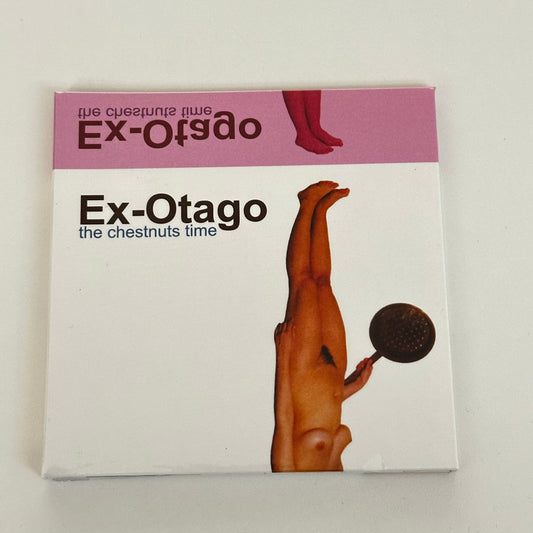 the chestnuts time
Ex-Otago
Ex-Otago
the chestnuts time